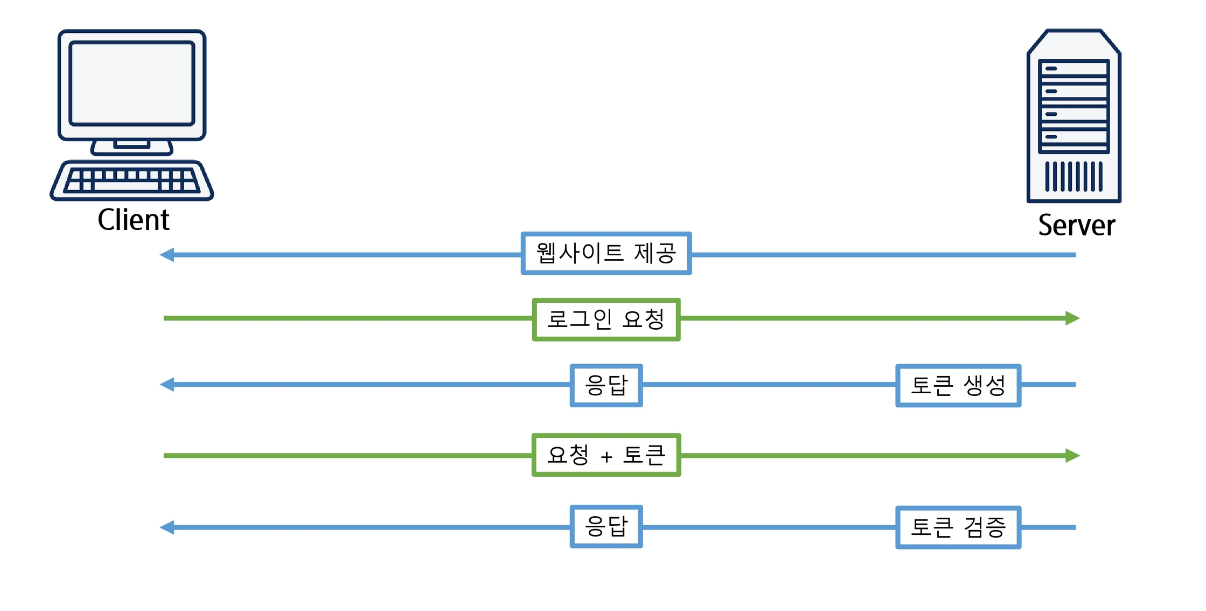 Client
Server
웹사이트 제공
로그인 요청
응답
토큰 생성
요청 + 토큰
응답
토큰 검증